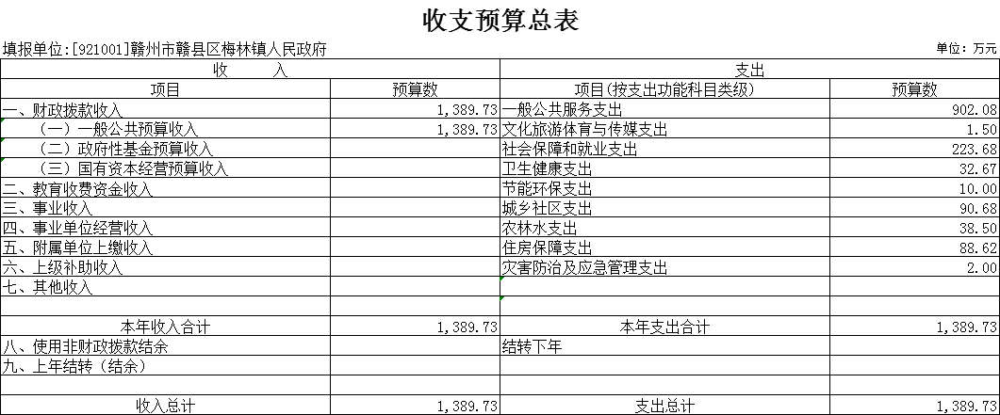 收支预算总表
填报单位:[921001]赣州市赣县区梅林镇人民政府 单位：万元
收 入 支出
项目 预算数 项目(按支出功能科目类级) 预算数
一、财政拨款收入 1,389.73 一般公共服务支出 902.08
（一）一般公共预算收入 1,389.73 文化旅游体育与传媒支出 1.50
（二）政府性基金预算收入 社会保障和就业支出 223.68
（三）国有资本经营预算收入 卫生健康支出 32.67
二、教育收费资金收入 节能环保支出 10.00
三、事业收入 城乡社区支出 90.68
四、事业单位经营收入 农林水支出 38.50
五、附属单位上缴收入 住房保障支出 88.62
六、上级补助收入 灾害防治及应急管理支出 2.00
七、其他收入
本年收入合计 1,389.73 本年支出合计 1,389.73
八、使用非财政拨款结余 结转下年
九、上年结转（结余）
收入总计 1,389.73 支出总计 1,389.73